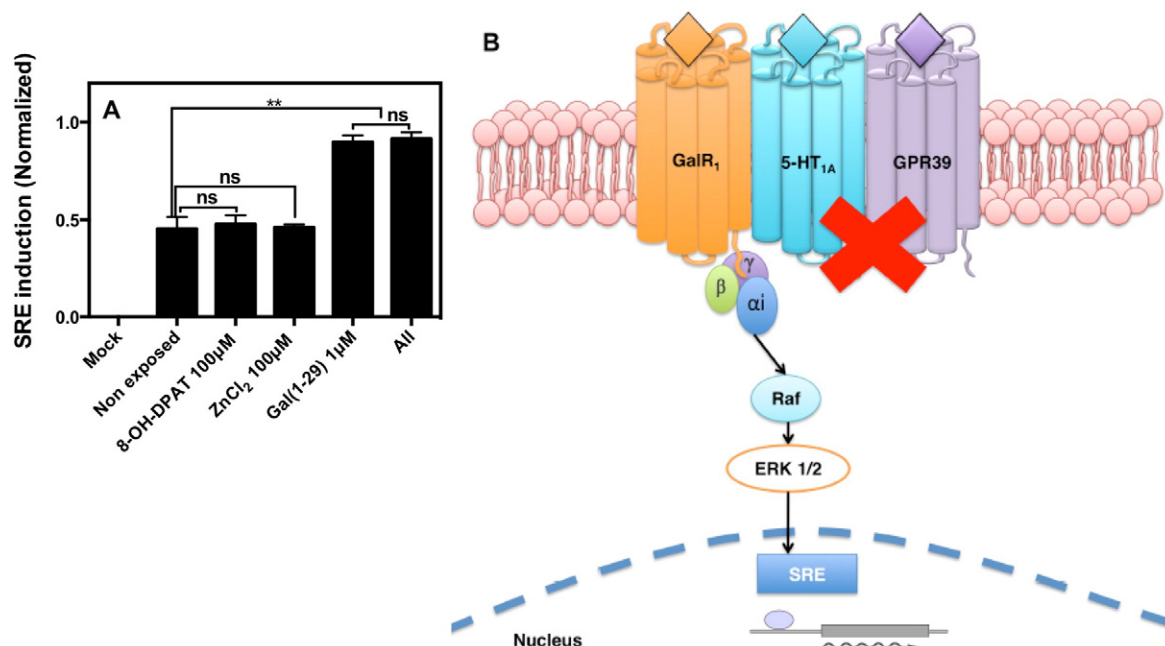 A
SRE induction (Normalized)
1.0
0.5
0.0
**
ns
ns
ns
Mock
Non exposed
8-OH-DPAT 100μM
ZnCl₂ 100μM
Gal(1-29) 1μM
All
B
GalR₁
5-HT₁A
GPR39
β
γ
αi
Raf
ERK 1/2
SRE
Nucleus